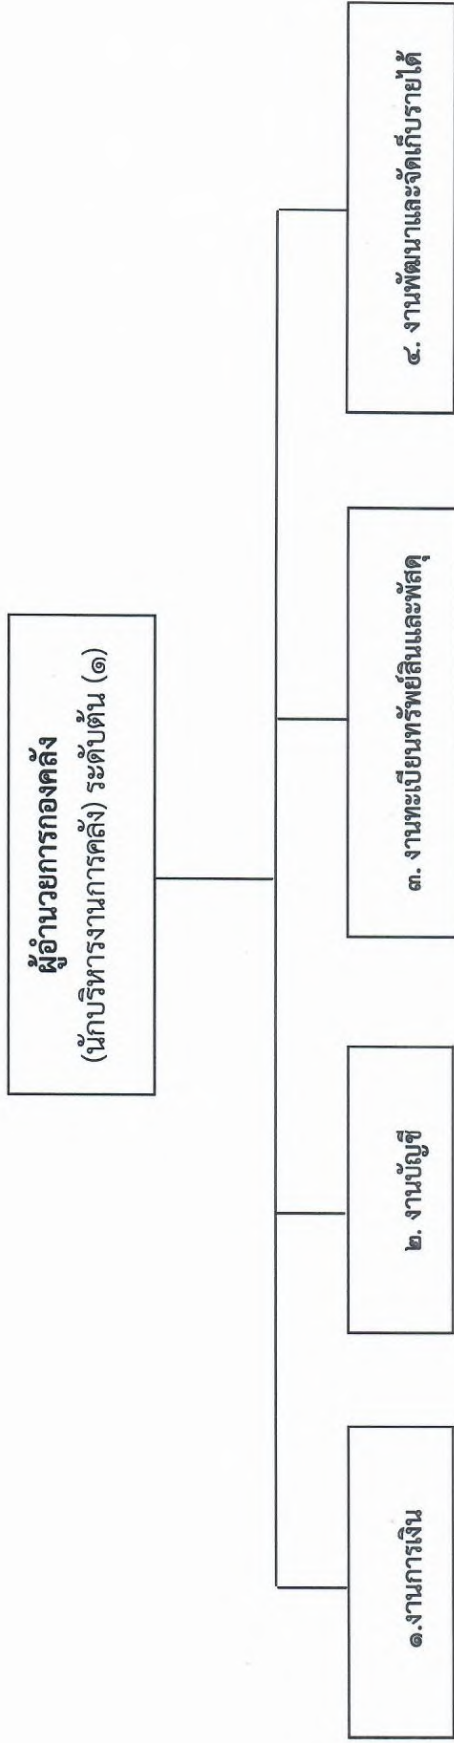 ผู้อำนวยการกองคลัง
(นักบริหารงานการคลัง) ระดับต้น (๑)
๑.งานการเงิน
๒. งานบัญชี
๓. งานทะเบียนทรัพย์สินและพัสดุ
๔. งานพัฒนาและจัดเก็บรายได้